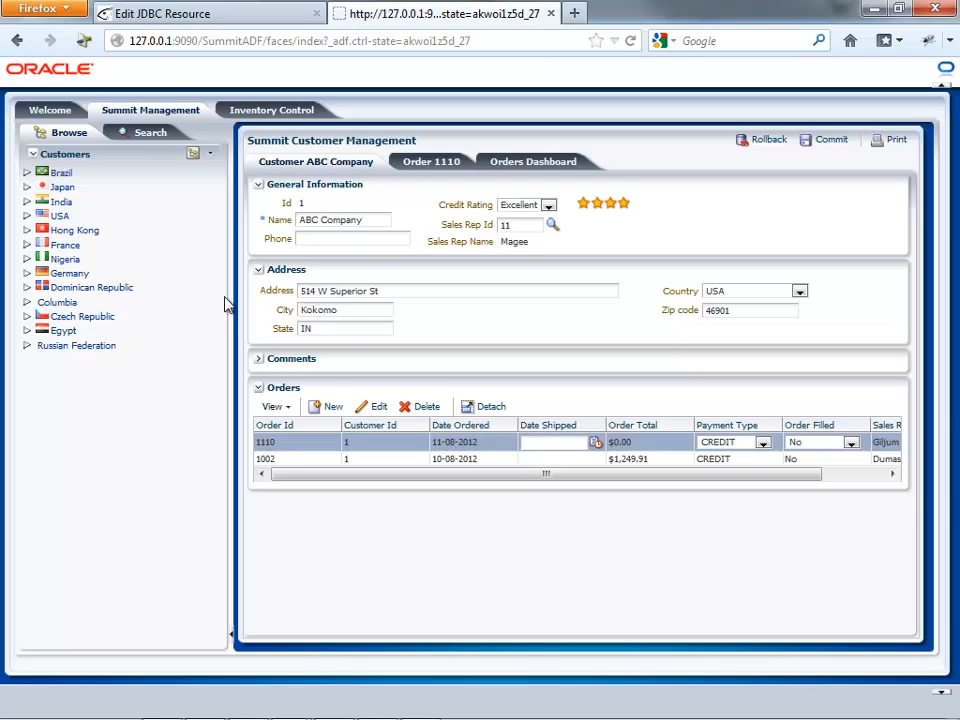 Firefox
Edit JDBC Resource
http://127.0.0.1:9...state=akwoi1z5d_27
127.0.0.1:9090/SummitADF/faces/index?_adf.ctrl-state=akwoi1z5d_27
Google
ORACLE
Welcome
Summit Management
Inventory Control
Browse
Search
Customers
Brazil
Japan
India
USA
Hong Kong
France
Nigeria
Germany
Dominican Republic
Columbia
Czech Republic
Egypt
Russian Federation
Summit Customer Management
Rollback
Commit
Print
Customer ABC Company
Order 1110
Orders Dashboard
General Information
Id 1
* Name ABC Company
Phone
Credit Rating Excellent
Sales Rep Id 11
Sales Rep Name Magee
Address
Address 514 W Superior St
City Kokomo
State IN
Country USA
Zip code 46901
Comments
Orders
View New Edit Delete Detach
Order Id Customer Id Date Ordered Date Shipped Order Total Payment Type Order Filled Sales R
1110 1 11-08-2012 $0.00 CREDIT No Giljum
1002 1 10-08-2012 $1,249.91 CREDIT No Dumas